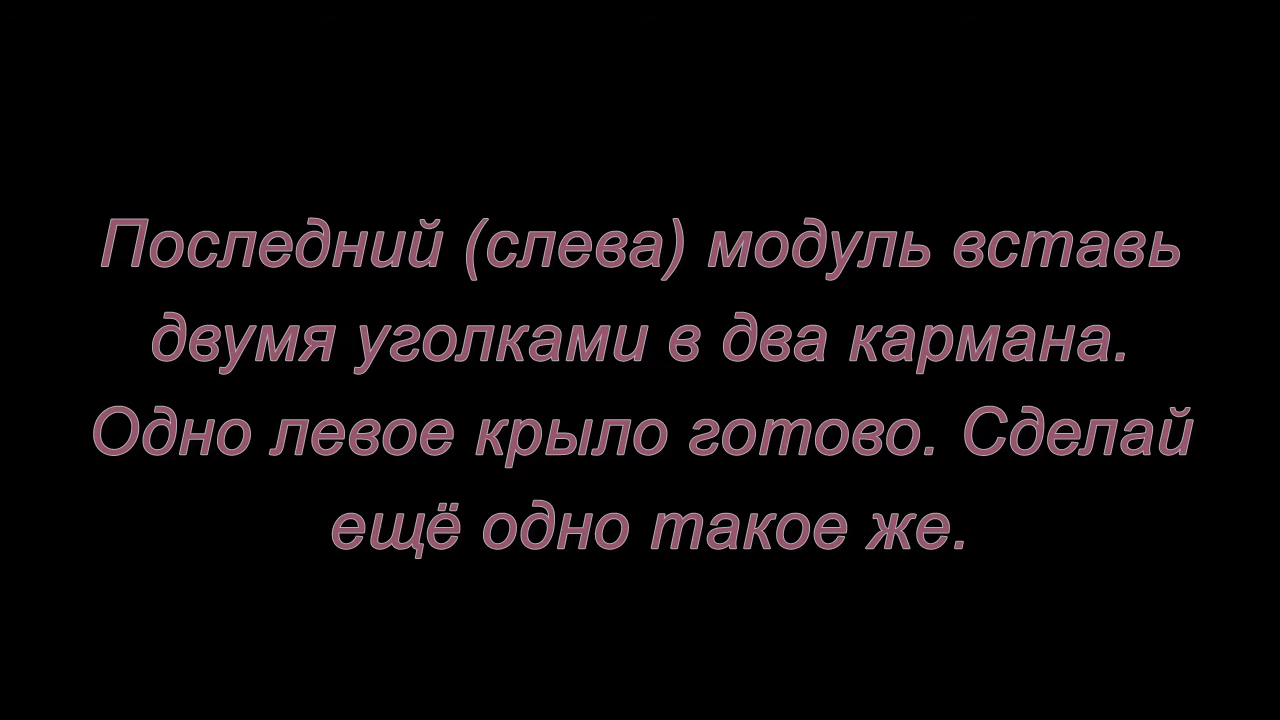 Последний (слева) модуль вставь
двумя уголками в два кармана.
Одно левое крыло готово. Сделай
ещё одно такое же.